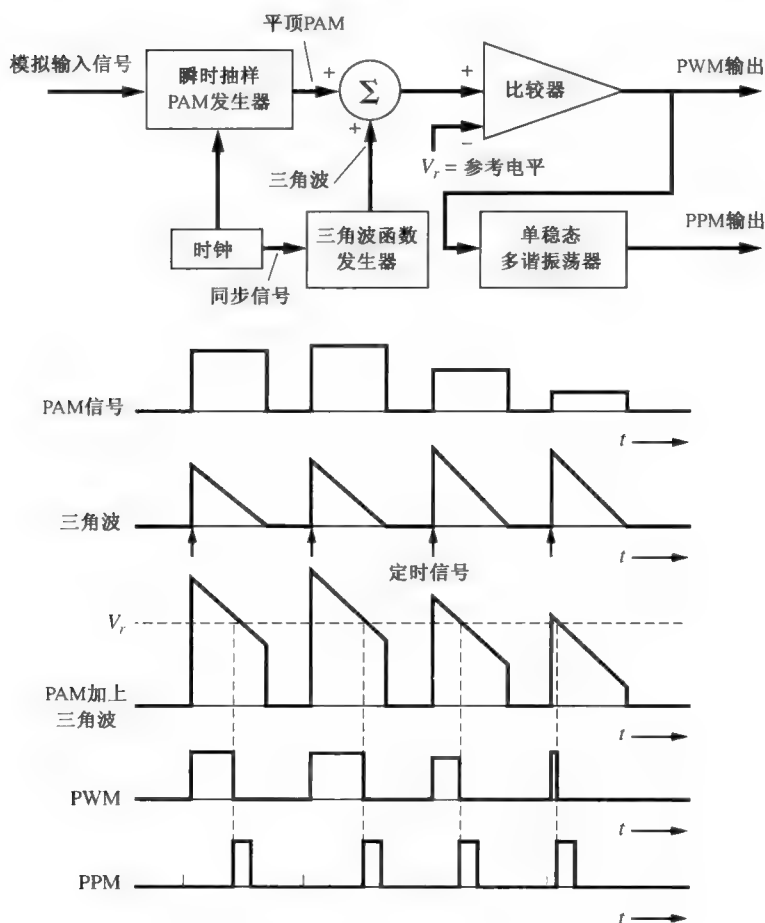 平顶PAM
模拟输入信号
瞬时抽样
PAM发生器
+
Σ
+
+
比较器
−
PWM输出
Vr = 参考电平
三角波
时钟
三角波函数
发生器
同步信号
单稳态
多谐振荡器
PPM输出
PAM信号
t
三角波
t
定时信号
Vr
PAM加上
三角波
t
PWM
t
PPM
t